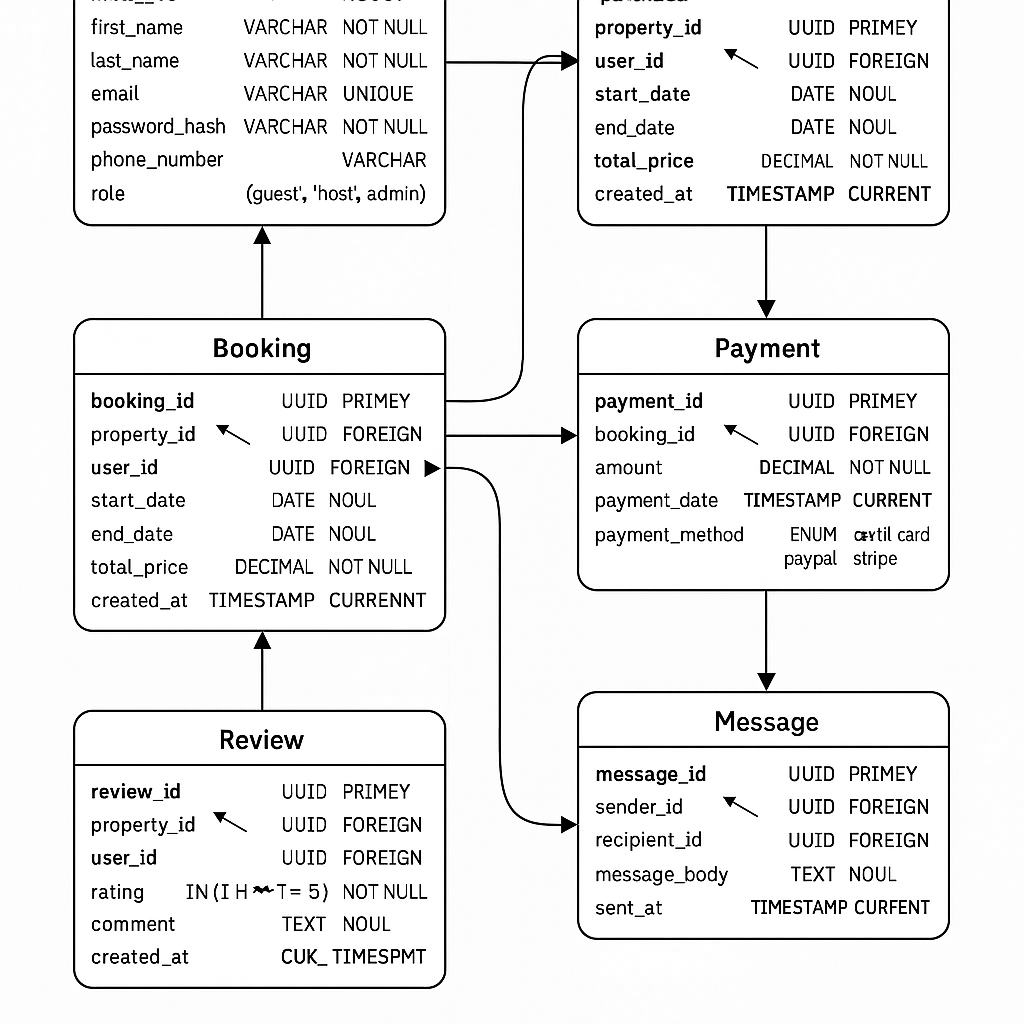 first_name VARCHAR NOT NULL
last_name VARCHAR NOT NULL
email VARCHAR UNIQUE
password_hash VARCHAR NOT NULL
phone_number VARCHAR
role (guest', 'host', admin)
property_id UUID PRIMEY
user_id UUID FOREIGN
start_date DATE NOUL
end_date DATE NOUL
total_price DECIMAL NOT NULL
created_at TIMESTAMP CURRENT
Booking
booking_id UUID PRIMEY
property_id UUID FOREIGN
user_id UUID FOREIGN
start_date DATE NOUL
end_date DATE NOUL
total_price DECIMAL NOT NULL
created_at TIMESTAMP CURRENNT
Payment
payment_id UUID PRIMEY
booking_id UUID FOREIGN
amount DECIMAL NOT NULL
payment_date TIMESTAMP CURRENT
payment_method ENUM card
paypal stripe
Review
review_id UUID PRIMEY
property_id UUID FOREIGN
user_id UUID FOREIGN
rating IN (I H T = 5) NOT NULL
comment TEXT NOUL
created_at CUK_ TIMESPMT
Message
message_id UUID PRIMEY
sender_id UUID FOREIGN
recipient_id UUID FOREIGN
message_body TEXT NOUL
sent_at TIMESTAMP CURFENT